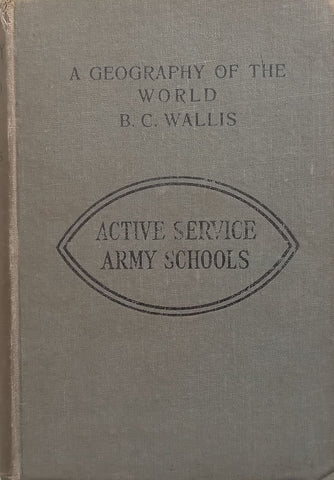 A GEOGRAPHY OF THE
WORLD
B. C. WALLIS
ACTIVE SERVICE
ARMY SCHOOLS